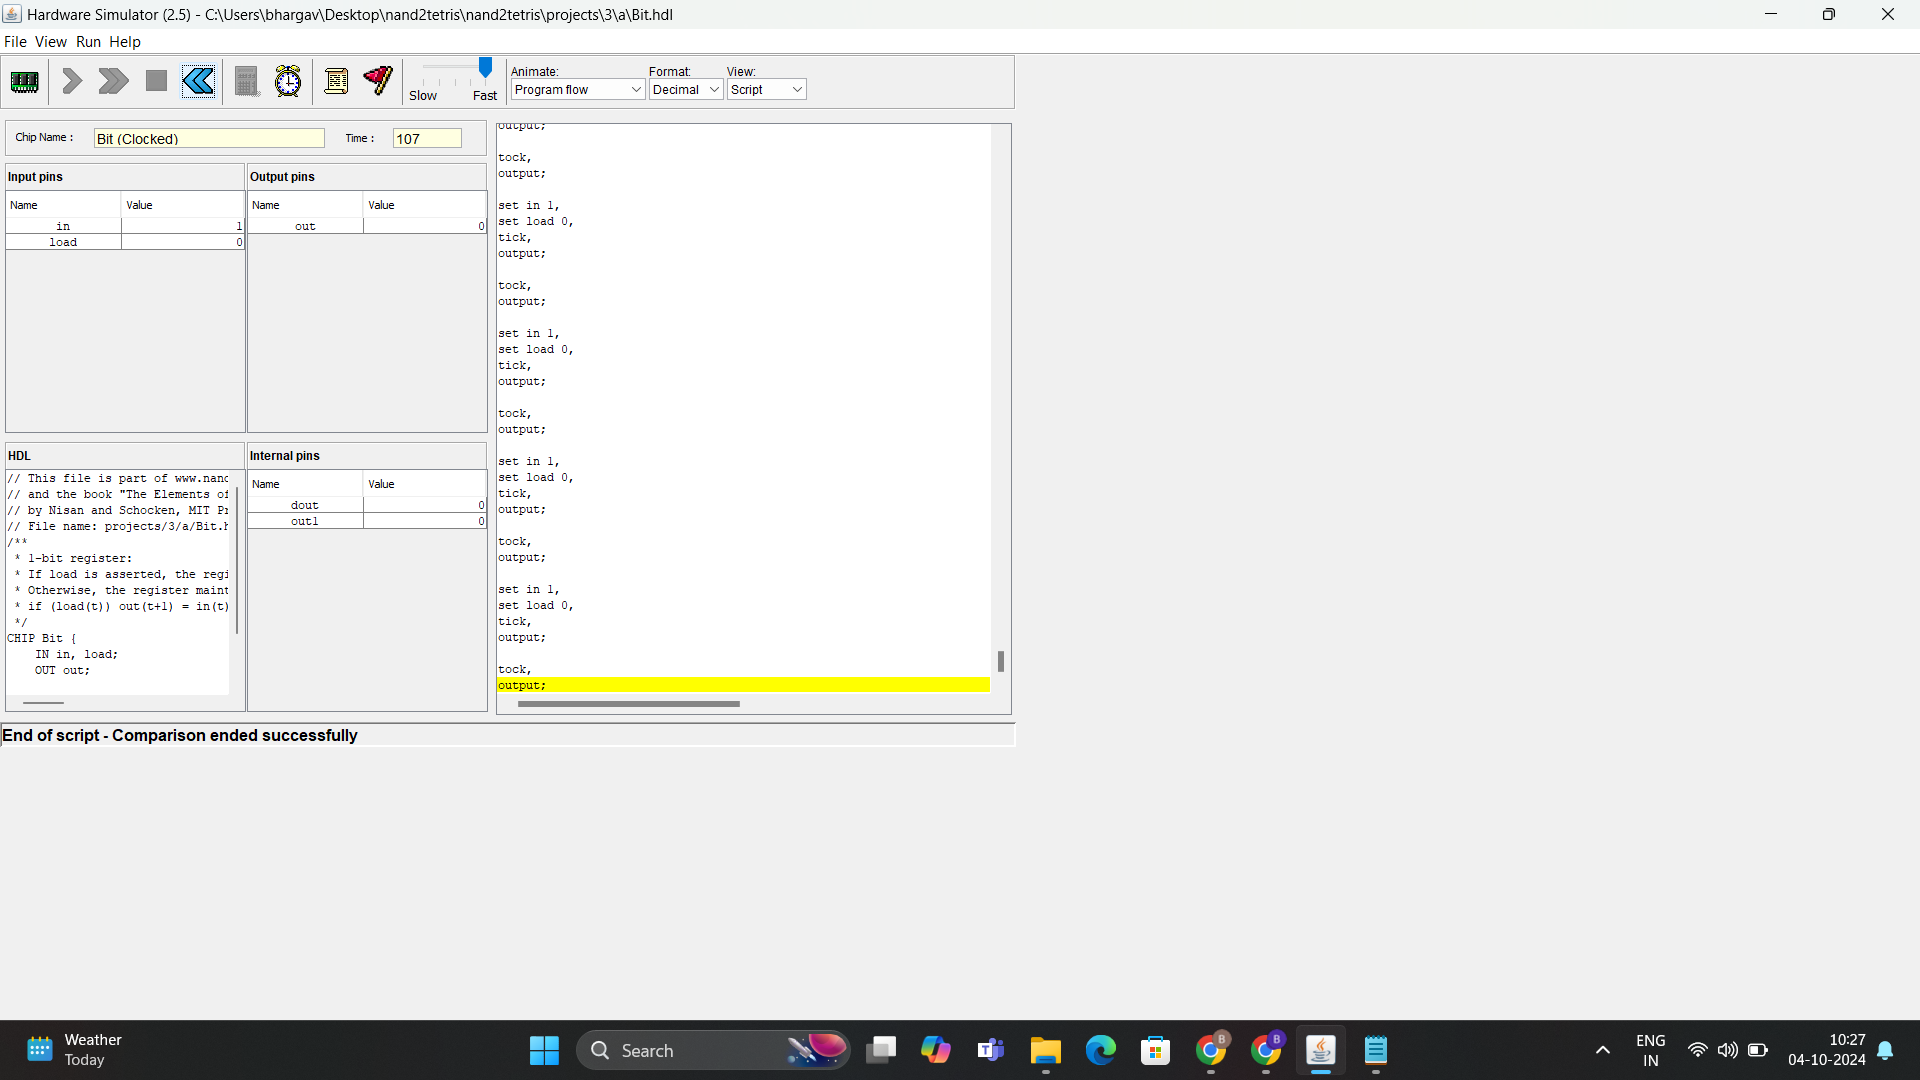 Hardware Simulator (2.5) - C:\Users\bhargav\Desktop\nand2tetris\nand2tetris\projects\3\a\Bit.hdl
File View Run Help
Slow Fast
Animate:
Program flow
Format:
Decimal
View:
Script
Chip Name :
Bit (Clocked)
Time :
107
Input pins
Name Value
in 1
load 0
Output pins
Name Value
out 0
HDL
// This file is part of www.nand
// and the book "The Elements of
// by Nisan and Schocken, MIT Pr
// File name: projects/3/a/Bit.h
/**
* 1-bit register:
* If load is asserted, the regi
* Otherwise, the register maint
* if (load(t)) out(t+1) = in(t)
*/
CHIP Bit {
IN in, load;
OUT out;
Internal pins
Name Value
dout 0
out1 0
output;
tock,
output;
set in 1,
set load 0,
tick,
output;
tock,
output;
set in 1,
set load 0,
tick,
output;
tock,
output;
set in 1,
set load 0,
tick,
output;
tock,
output;
set in 1,
set load 0,
tick,
output;
tock,
output;
End of script - Comparison ended successfully
Weather
Today
Search
B
B
ENG
IN
10:27
04-10-2024